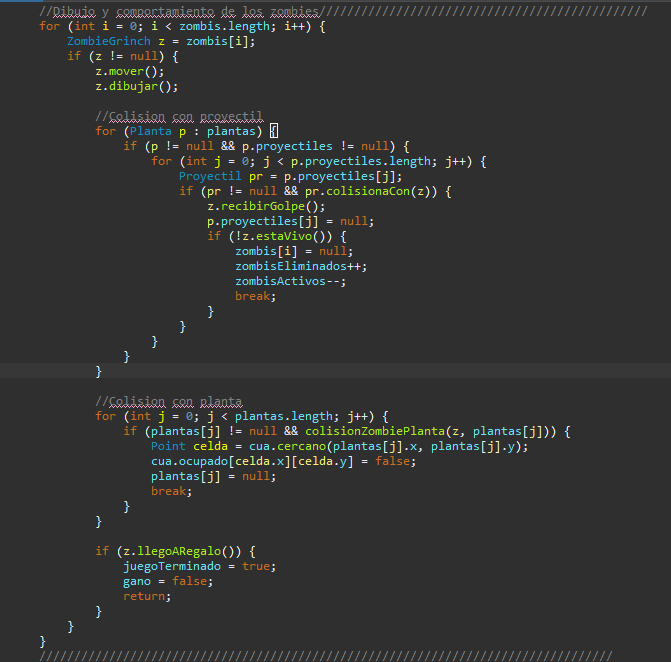 //Dibujo y comportamiento de los zombies///////////////////////////////////////////////
for (int i = 0; i < zombis.length; i++) {
    ZombieGrinch z = zombis[i];
    if (z != null) {
        z.mover();
        z.dibujar();

        //Colision con proyectil
        for (Planta p : plantas) {
            if (p != null && p.proyectiles != null) {
                for (int j = 0; j < p.proyectiles.length; j++) {
                    Proyectil pr = p.proyectiles[j];
                    if (pr != null && pr.colisionaCon(z)) {
                        z.recibirGolpe();
                        p.proyectiles[j] = null;
                        if (!z.estaVivo()) {
                            zombis[i] = null;
                            zombisEliminados++;
                            zombisActivos--;
                            break;
                        }
                    }
                }
            }
        }

        //Colision con planta
        for (int j = 0; j < plantas.length; j++) {
            if (plantas[j] != null && colisionZombiePlanta(z, plantas[j])) {
                Point celda = cua.cercano(plantas[j].x, plantas[j].y);
                cua.ocupado[celda.x][celda.y] = false;
                plantas[j] = null;
                break;
            }
        }

        if (z.llegoARegalo()) {
            juegoTerminado = true;
            gano = false;
            return;
        }
    }
}
//////////////////////////////////////////////////////////////////////////////////